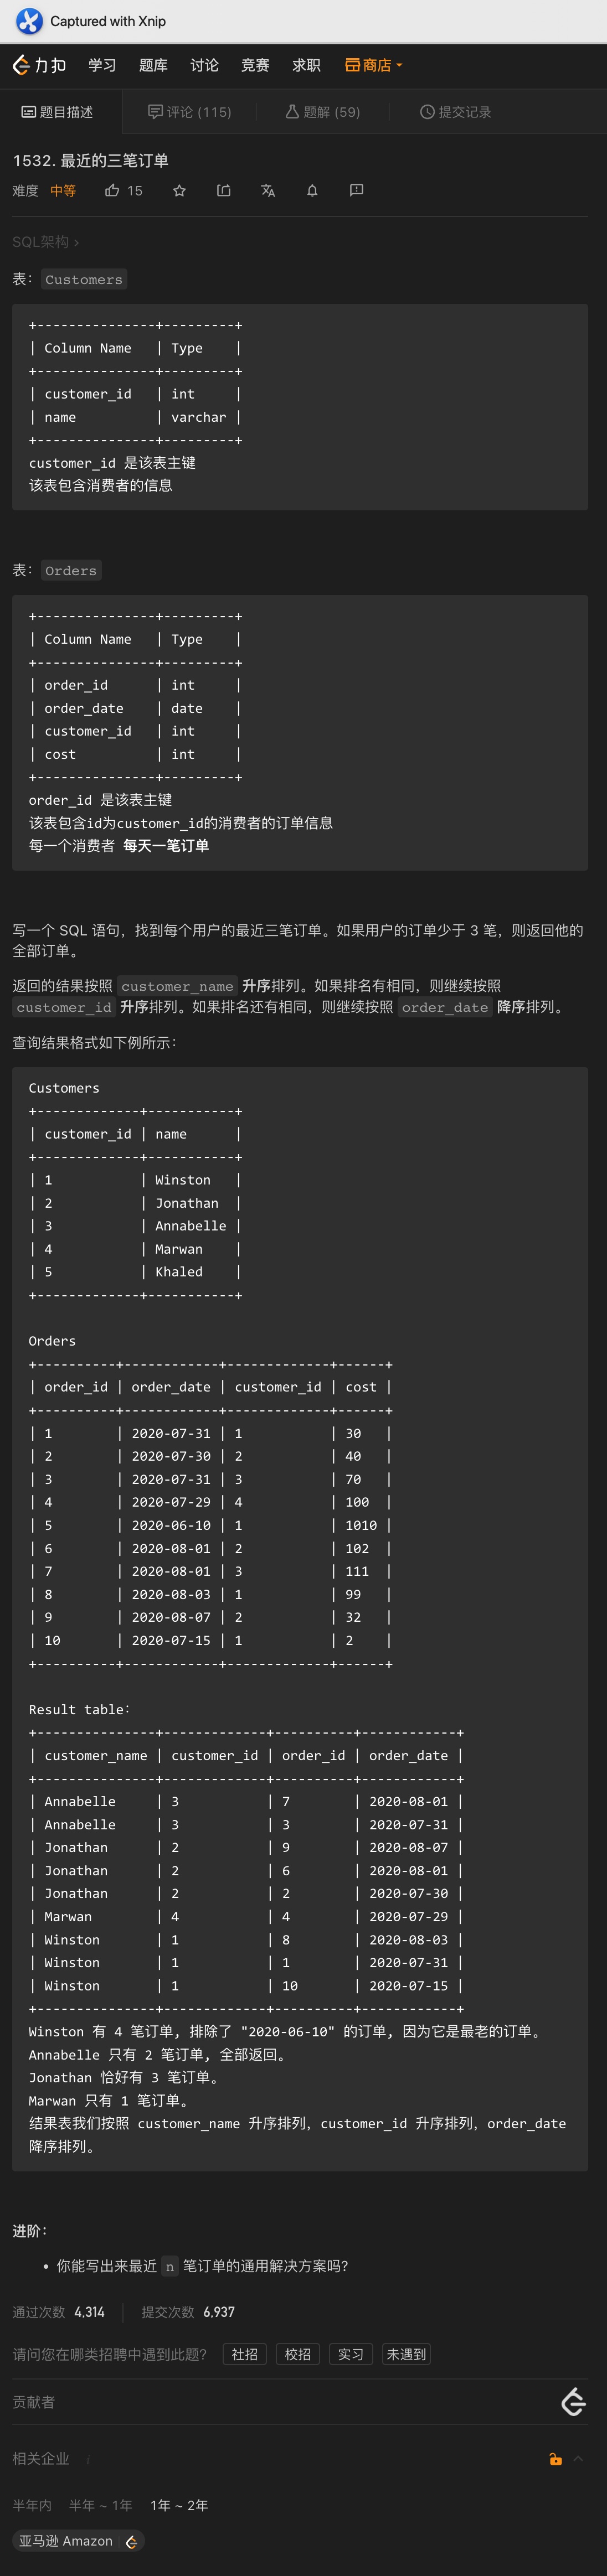 Captured with Xnip
力扣 学习 题库 讨论 竞赛 求职 商店
题目描述 评论 (115) 题解 (59) 提交记录
1532. 最近的三笔订单
难度 中等 15
SQL架构 ›
表：Customers
+---------------+---------+
| Column Name   | Type    |
+---------------+---------+
| customer_id   | int     |
| name          | varchar |
+---------------+---------+
customer_id 是该表主键
该表包含消费者的信息
表：Orders
+---------------+---------+
| Column Name   | Type    |
+---------------+---------+
| order_id      | int     |
| order_date    | date    |
| customer_id   | int     |
| cost          | int     |
+---------------+---------+
order_id 是该表主键
该表包含id为customer_id的消费者的订单信息
每一个消费者 每天一笔订单
写一个 SQL 语句，找到每个用户的最近三笔订单。如果用户的订单少于 3 笔，则返回他的
全部订单。
返回的结果按照 customer_name 升序排列。如果排名有相同，则继续按照
customer_id 升序排列。如果排名还有相同，则继续按照 order_date 降序排列。
查询结果格式如下例所示：
Customers
+-------------+-----------+
| customer_id | name      |
+-------------+-----------+
| 1           | Winston   |
| 2           | Jonathan  |
| 3           | Annabelle |
| 4           | Marwan    |
| 5           | Khaled    |
+-------------+-----------+
Orders
+----------+------------+-------------+------+
| order_id | order_date | customer_id | cost |
+----------+------------+-------------+------+
| 1        | 2020-07-31 | 1           | 30   |
| 2        | 2020-07-30 | 2           | 40   |
| 3        | 2020-07-31 | 3           | 70   |
| 4        | 2020-07-29 | 4           | 100  |
| 5        | 2020-06-10 | 1           | 1010 |
| 6        | 2020-08-01 | 2           | 102  |
| 7        | 2020-08-01 | 3           | 111  |
| 8        | 2020-08-03 | 1           | 99   |
| 9        | 2020-08-07 | 2           | 32   |
| 10       | 2020-07-15 | 1           | 2    |
+----------+------------+-------------+------+
Result table：
+---------------+-------------+----------+------------+
| customer_name | customer_id | order_id | order_date |
+---------------+-------------+----------+------------+
| Annabelle     | 3           | 7        | 2020-08-01 |
| Annabelle     | 3           | 3        | 2020-07-31 |
| Jonathan      | 2           | 9        | 2020-08-07 |
| Jonathan      | 2           | 6        | 2020-08-01 |
| Jonathan      | 2           | 2        | 2020-07-30 |
| Marwan        | 4           | 4        | 2020-07-29 |
| Winston       | 1           | 8        | 2020-08-03 |
| Winston       | 1           | 1        | 2020-07-31 |
| Winston       | 1           | 10       | 2020-07-15 |
+---------------+-------------+----------+------------+
Winston 有 4 笔订单, 排除了 "2020-06-10" 的订单, 因为它是最老的订单。
Annabelle 只有 2 笔订单, 全部返回。
Jonathan 恰好有 3 笔订单。
Marwan 只有 1 笔订单。
结果表我们按照 customer_name 升序排列，customer_id 升序排列，order_date
降序排列。
进阶：
• 你能写出来最近 n 笔订单的通用解决方案吗?
通过次数 4,314 提交次数 6,937
请问您在哪类招聘中遇到此题? 社招 校招 实习 未遇到
贡献者
相关企业 i
半年内 半年 ~ 1年 1年 ~ 2年
亚马逊 Amazon